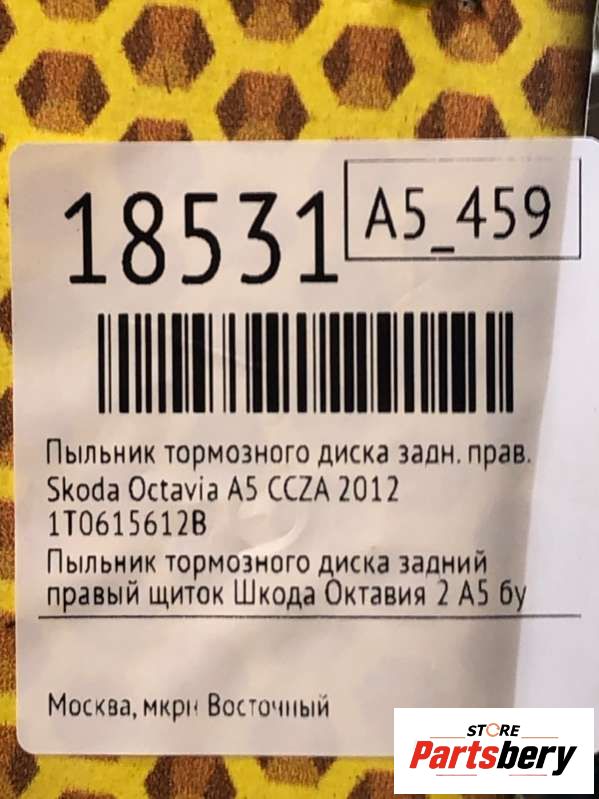 18531
A5_459
Пыльник тормозного диска задн. прав.
Skoda Octavia A5 CCZA 2012
1T0615612B
Пыльник тормозного диска задний
правый щиток Шкода Октавия 2 А5 бу
Москва, мкрн Восточный
STORE
Partsbery